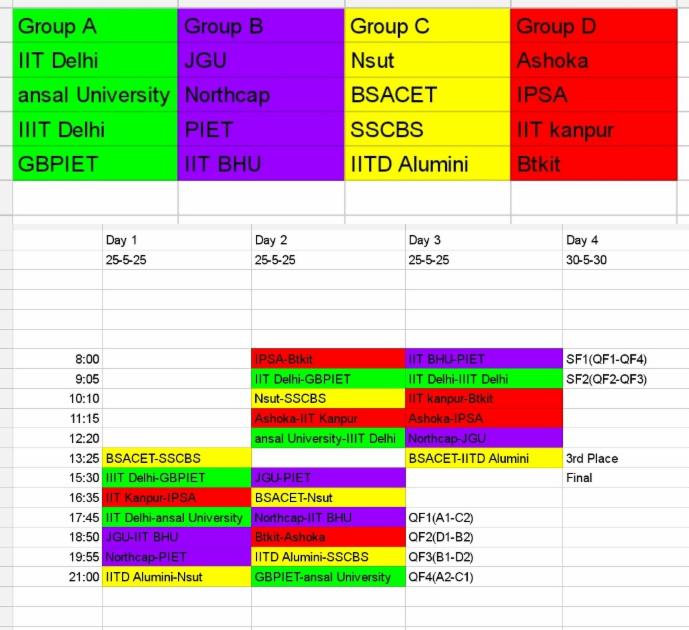 Group A Group B Group C Group D
IIT Delhi JGU Nsut Ashoka
ansal University Northcap BSACET IPSA
IIIT Delhi PIET SSCBS IIT kanpur
GBPIET IIT BHU IITD Alumini Btkit
Day 1 Day 2 Day 3 Day 4
25-5-25 25-5-25 25-5-25 30-5-30
8:00 IPSA-Btkit IIT BHU-PIET SF1(QF1-QF4)
9:05 IIT Delhi-GBPIET IIT Delhi-IIIT Delhi SF2(QF2-QF3)
10:10 Nsut-SSCBS IIT kanpur-Btkit
11:15 Ashoka-IIT Kanpur Ashoka-IPSA
12:20 ansal University-IIIT Delhi Northcap-JGU
13:25 BSACET-SSCBS BSACET-IITD Alumini 3rd Place
15:30 IIIT Delhi-GBPIET JGU-PIET Final
16:35 IIT Kanpur-IPSA BSACET-Nsut
17:45 IIT Delhi-ansal University Northcap-IIT BHU QF1(A1-C2)
18:50 JGU-IIT BHU Btkit-Ashoka QF2(D1-B2)
19:55 Northcap-PIET IITD Alumini-SSCBS QF3(B1-D2)
21:00 IITD Alumini-Nsut GBPIET-ansal University QF4(A2-C1)